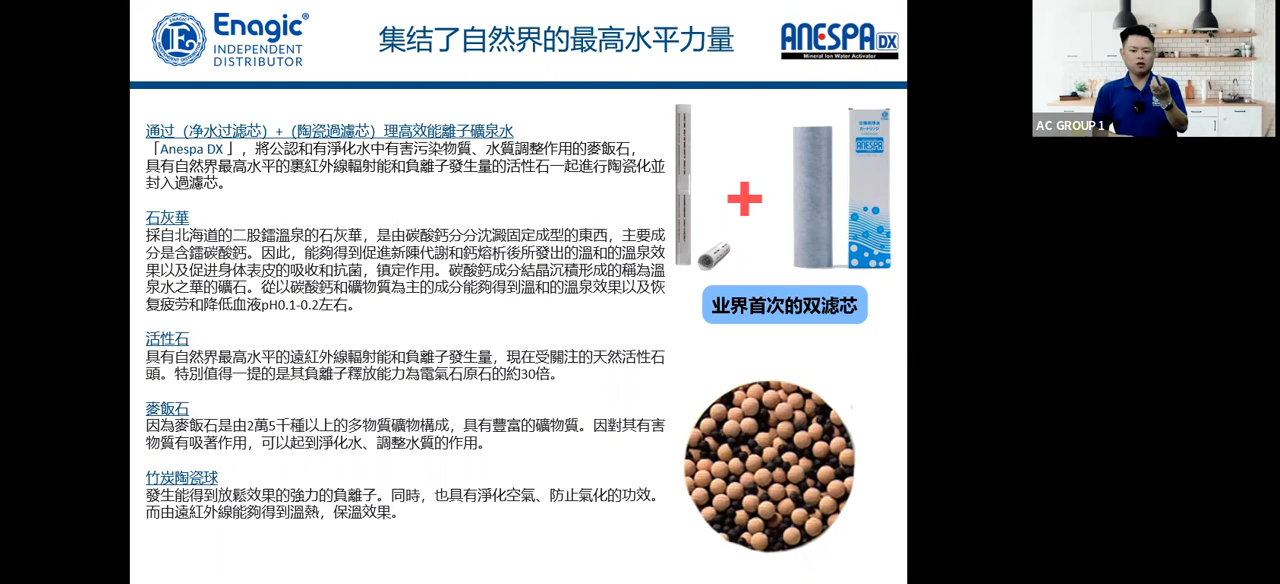 Enagic®
INDEPENDENT
DISTRIBUTOR
集结了自然界的最高水平力量
ANESPA DX
Mineral Ion Water Activator
AC GROUP 1
通过（净水过滤芯）+（陶瓷過濾芯）理高效能離子礦泉水
「Anespa DX 」，將公認和有淨化水中有害污染物質、水質調整作用的麥飯石，
具有自然界最高水平的裹紅外線輻射能和負離子發生量的活性石一起進行陶瓷化並
封入過濾芯。
石灰華
採自北海道的二股鐳溫泉的石灰華，是由碳酸鈣分分沈澱固定成型的東西，主要成
分是含鐳碳酸鈣。因此，能夠得到促進新陳代謝和鈣熔析後所發出的溫和的溫泉效
果以及促进身体表皮的吸收和抗菌，镇定作用。碳酸鈣成分結晶沉積形成的稱為溫
泉水之華的礦石。從以碳酸鈣和礦物質為主的成分能夠得到溫和的溫泉效果以及恢
复疲劳和降低血液pH0.1-0.2左右。
活性石
具有自然界最高水平的遠紅外線輻射能和負離子發生量，現在受關注的天然活性石
頭。特別值得一提的是其負離子釋放能力為電氣石原石的約30倍。
麥飯石
因為麥飯石是由2萬5千種以上的多物質礦物構成，具有豐富的礦物質。因對其有害
物質有吸著作用，可以起到淨化水、調整水質的作用。
竹炭陶瓷球
發生能得到放鬆效果的強力的負離子。同時，也具有淨化空氣、防止氣化的功效。
而由遠紅外線能夠得到溫熱，保溫效果。
ANESPA
业界首次的双滤芯